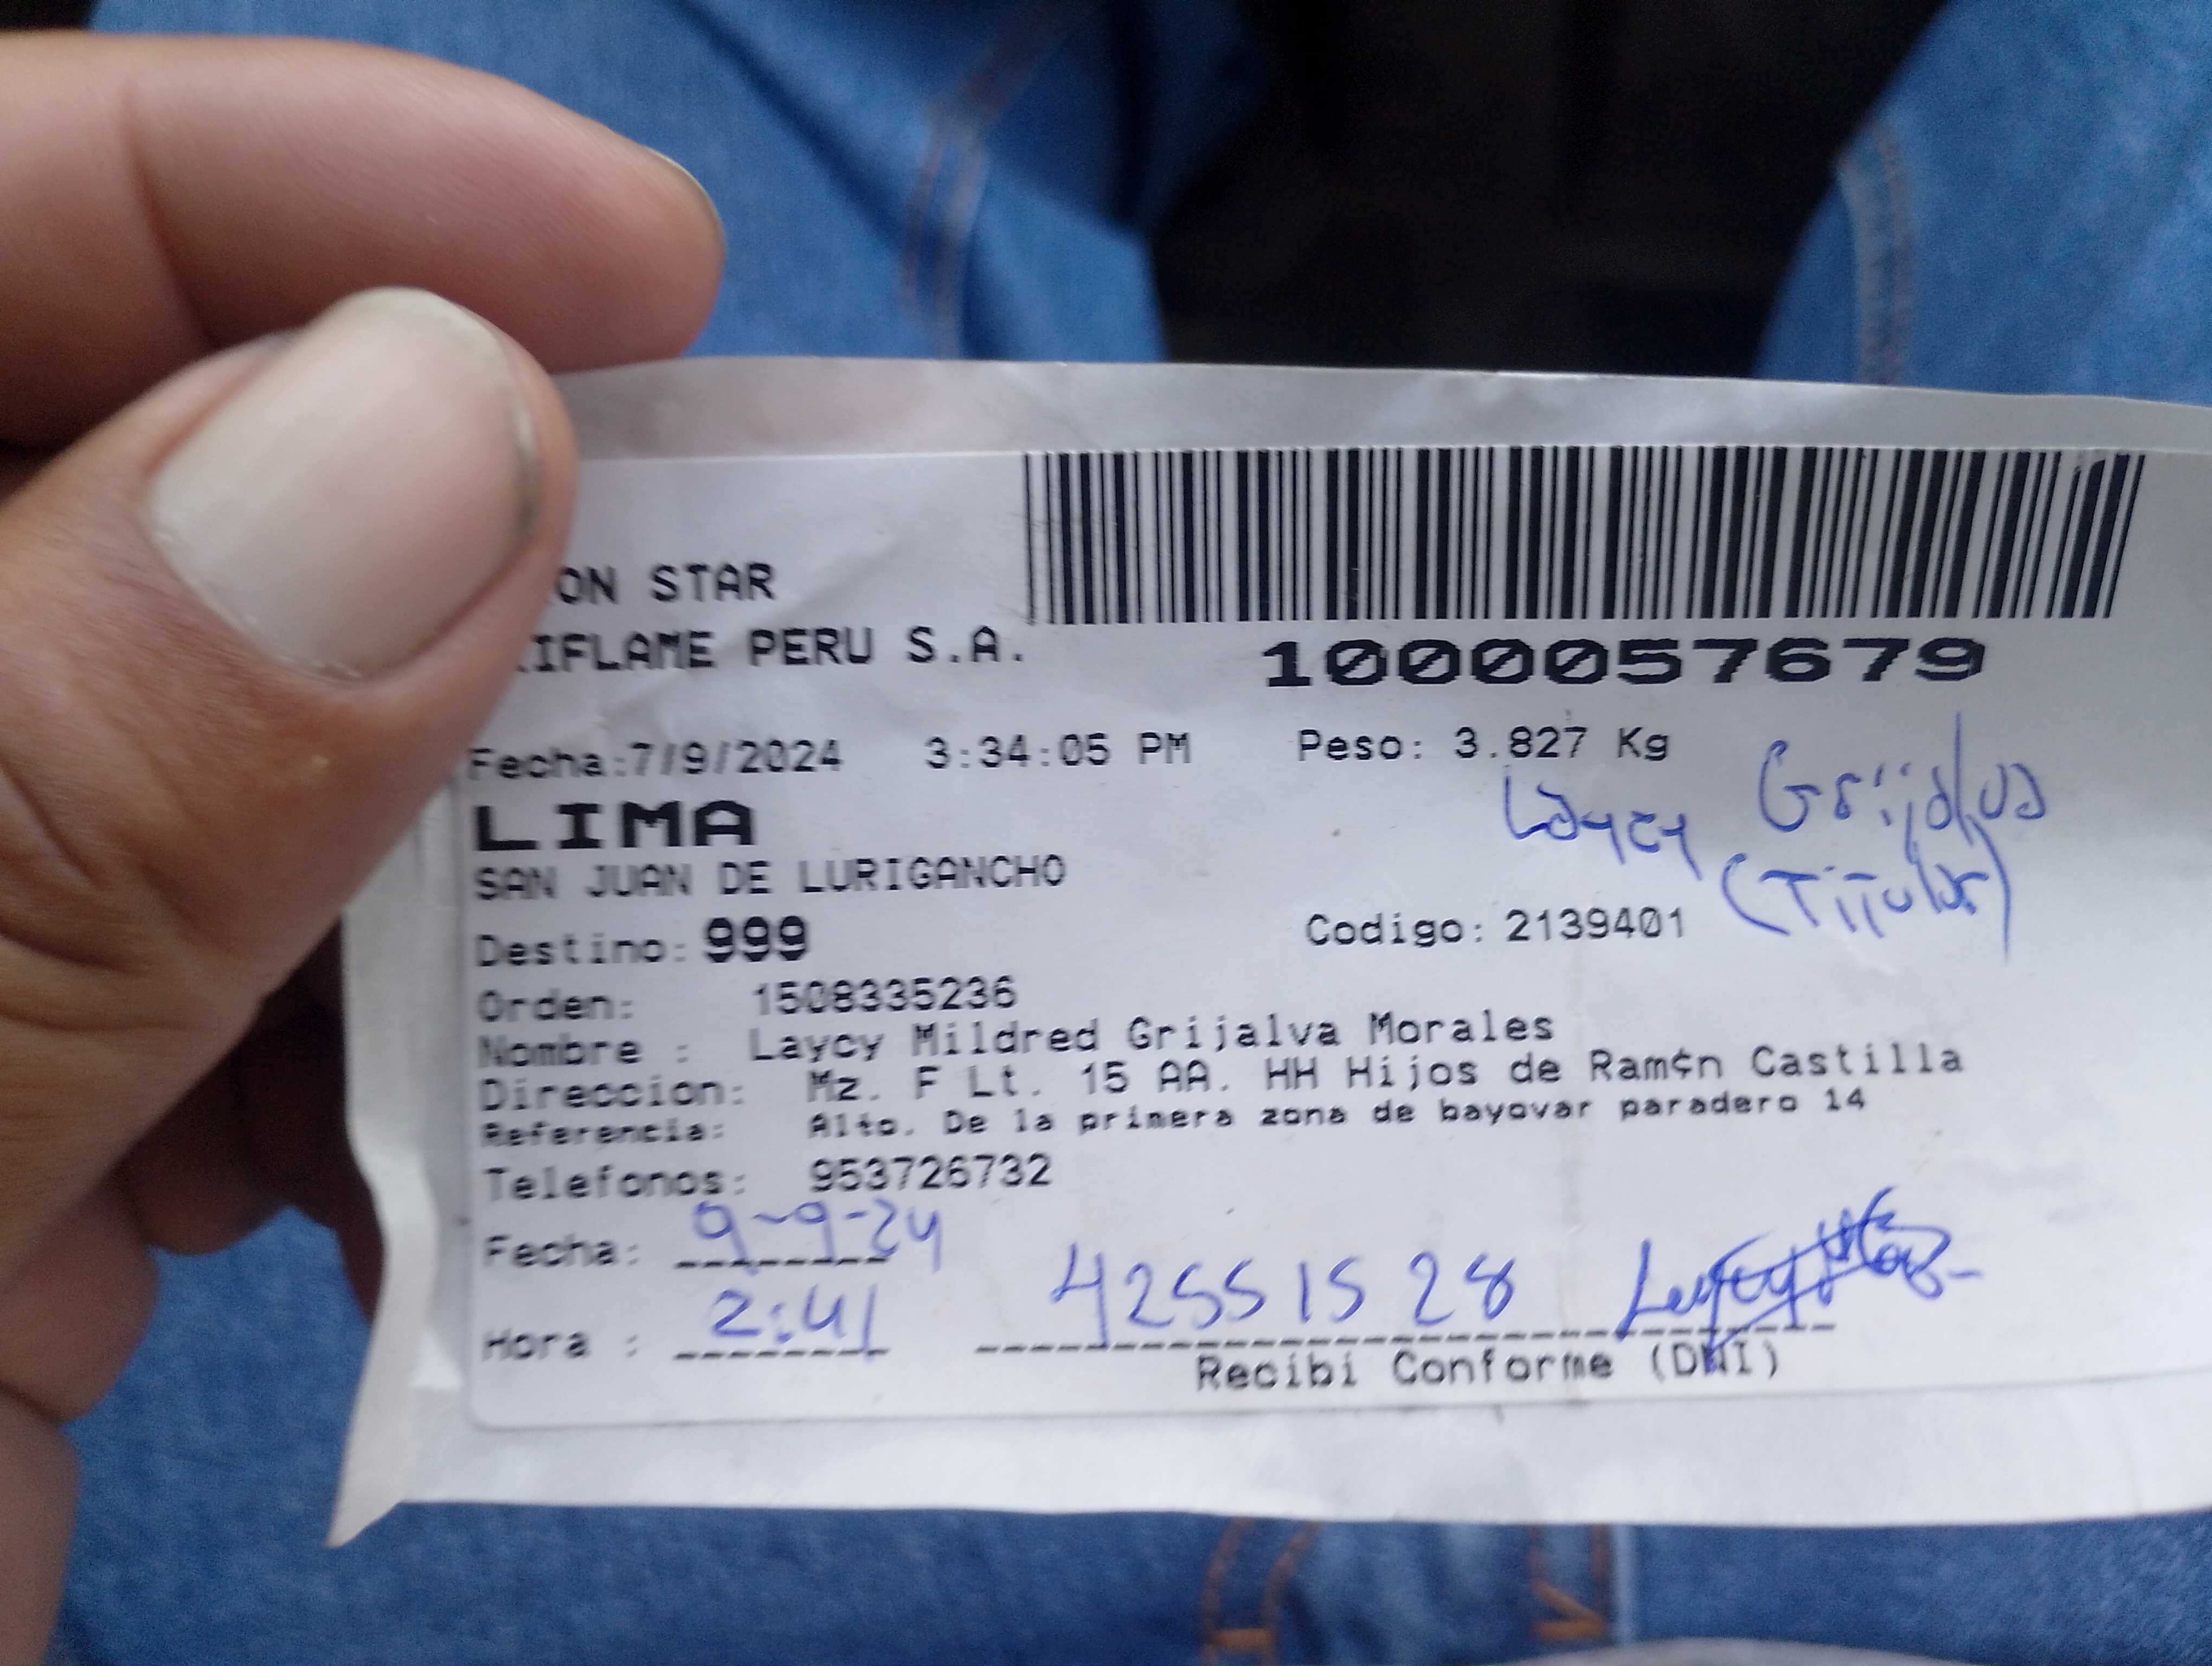 ON STAR
IFLAME PERU S.A.
1000057679
Fecha:7/9/2024 3:34:05 PM Peso: 3.827 Kg
Laycy Grijalva
(Titular)
LIMA
SAN JUAN DE LURIGANCHO
Destino: 999 Codigo: 2139401
Orden: 1508335236
Nombre : Laycy Mildred Grijalva Morales
Direccion: Mz. F Lt. 15 AA. HH Hijos de Ram¢n Castilla
Referencia: Alto. De la primera zona de bayovar paradero 14
Telefonos: 953726732
Fecha: 9-9-24
Hora : 2:41 42551528
Recibi Conforme (DNI)